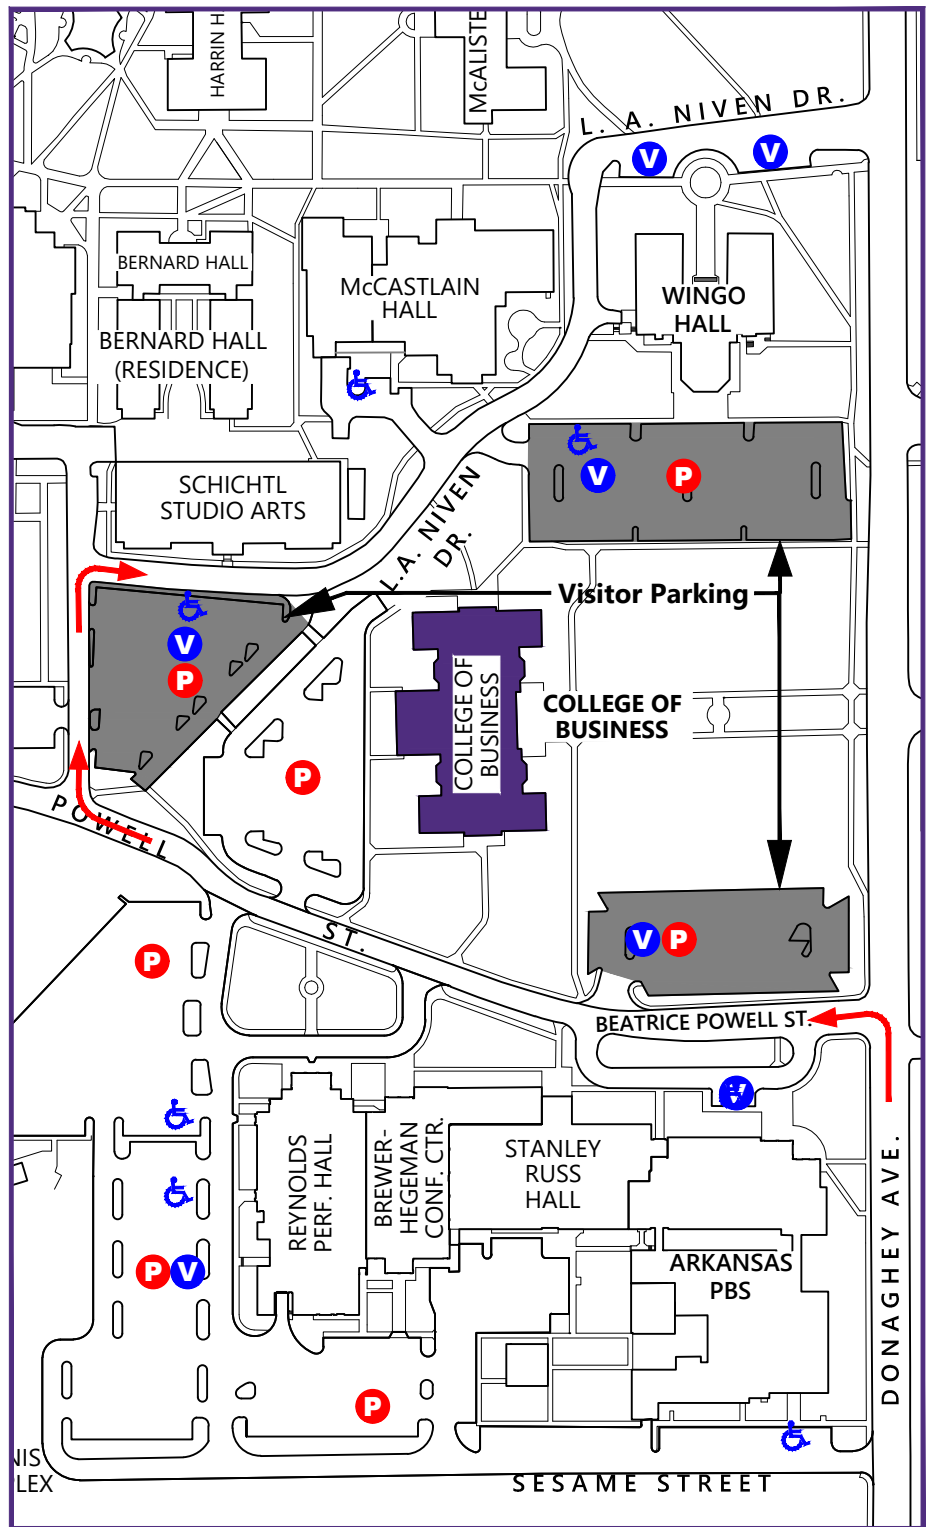 HARRIN H
McALISTE
L. A. NIVEN DR.
V
V
BERNARD HALL
McCASTLAIN
HALL
WINGO
HALL
BERNARD HALL
(RESIDENCE)
V
P
SCHICHTL
STUDIO ARTS
L.A. NIVEN
DR.
Visitor Parking
V
P
COLLEGE OF
BUSINESS
COLLEGE OF
BUSINESS
P
POWELL
ST.
V
P
P
BEATRICE POWELL ST.
V
REYNOLDS
PERF. HALL
BREWER-
HEGEMAN
CONF. CTR.
STANLEY
RUSS
HALL
DONAGHEY AVE.
P
V
ARKANSAS
PBS
P
NIS
LEX
SESAME STREET